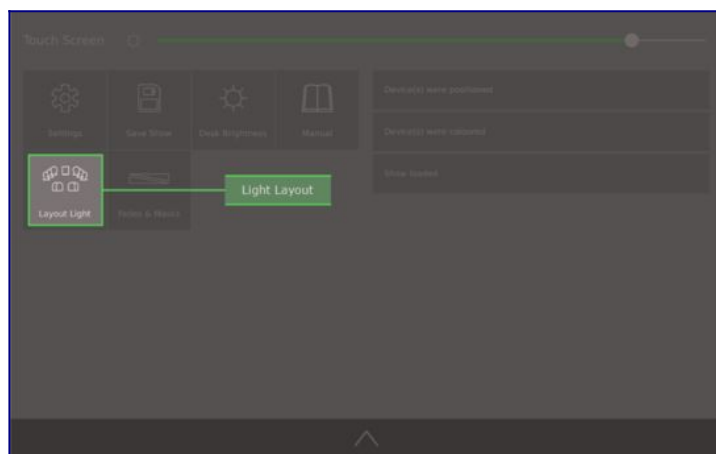 Touch Screen
Settings
Save Show
Desk Brightness
Manual
Device(s) were positioned
Device(s) were
Show loaded
Layout Light
Light Layout
& Masks